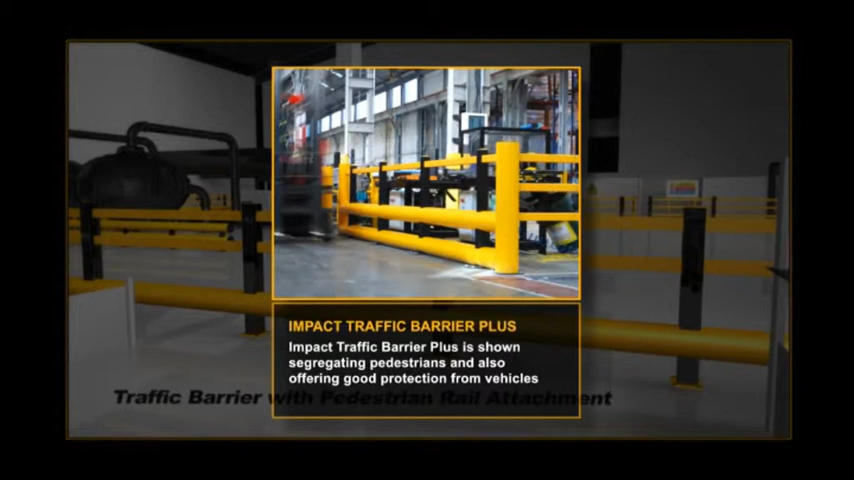 IMPACT TRAFFIC BARRIER PLUS
Impact Traffic Barrier Plus is shown
segregating pedestrians and also
offering good protection from vehicles
Traffic Barrier with Pedestrian Rail Attachment